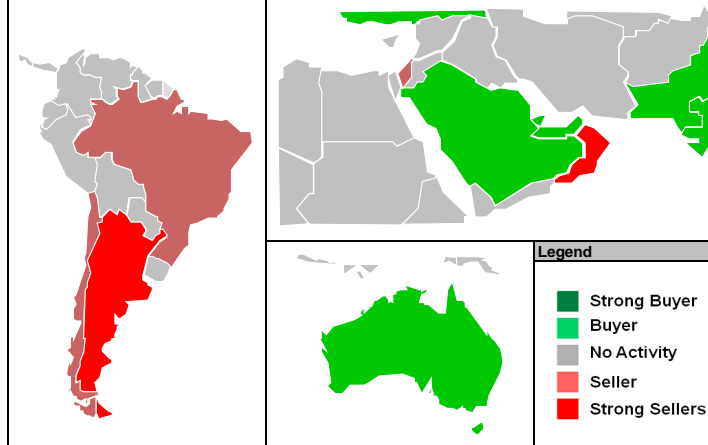 Legend
Strong Buyer
Buyer
No Activity
Seller
Strong Sellers